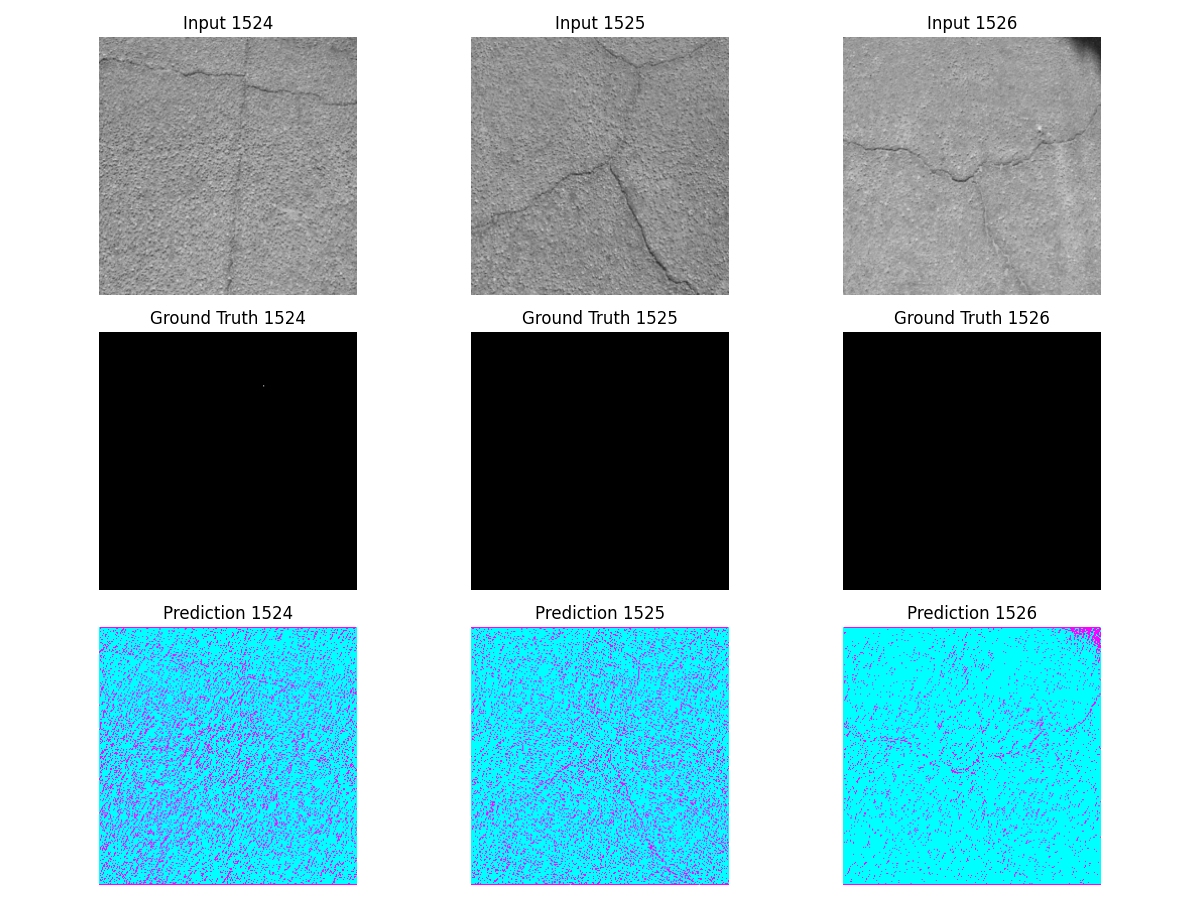 Input 1524
Input 1525
Input 1526
Ground Truth 1524
Ground Truth 1525
Ground Truth 1526
Prediction 1524
Prediction 1525
Prediction 1526